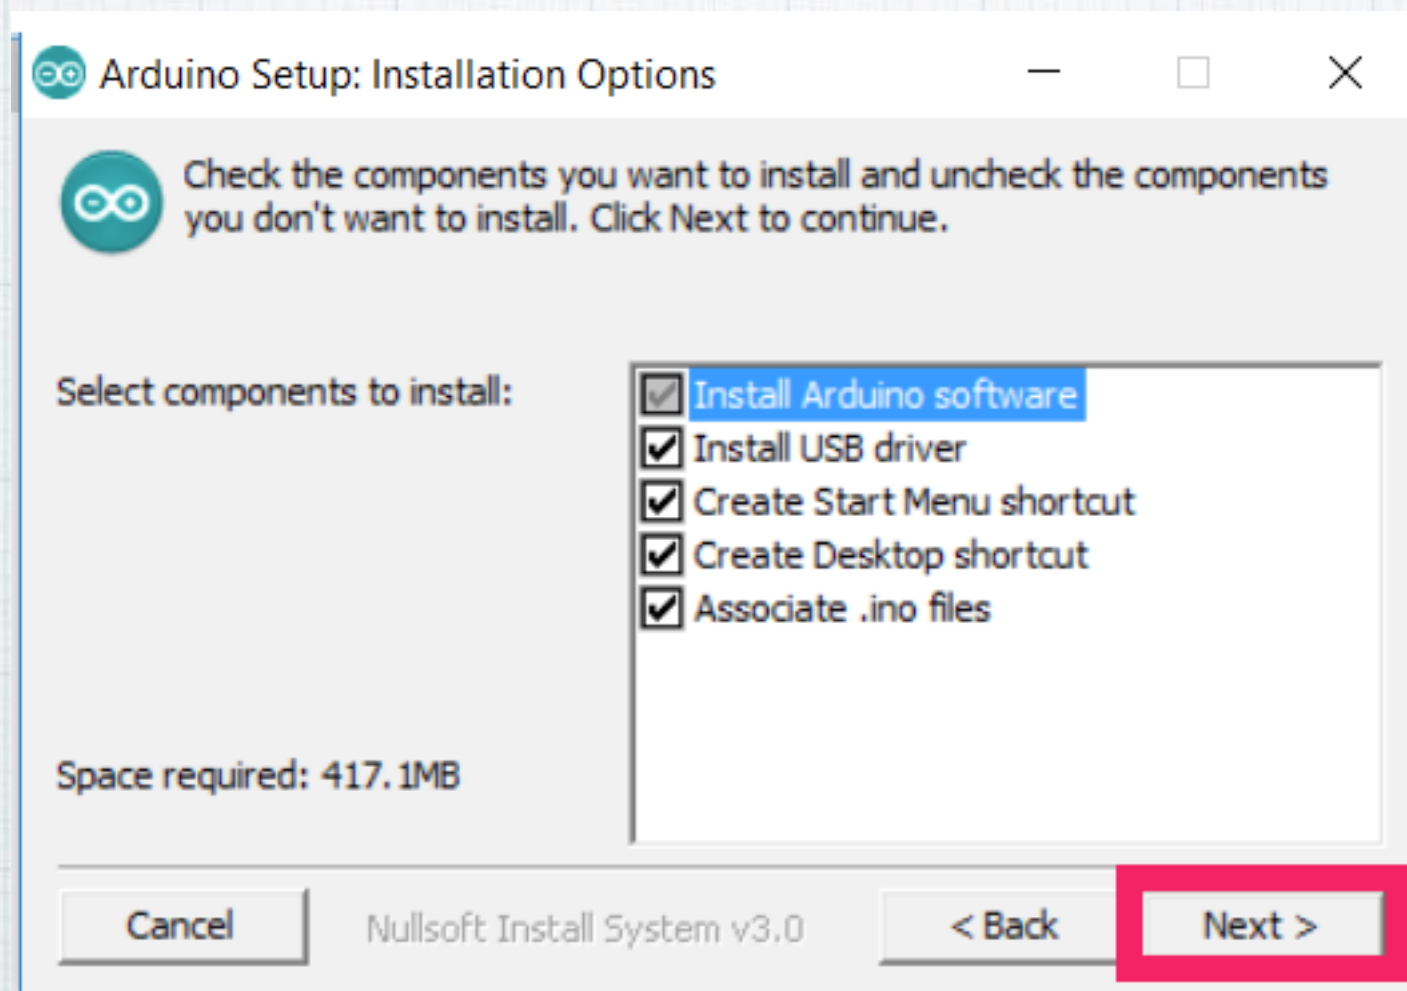 Arduino Setup: Installation Options
Check the components you want to install and uncheck the components
you don't want to install. Click Next to continue.
Select components to install:
Install Arduino software
Install USB driver
Create Start Menu shortcut
Create Desktop shortcut
Associate .ino files
Space required: 417.1MB
Cancel
Nullsoft Install System v3.0
< Back
Next >